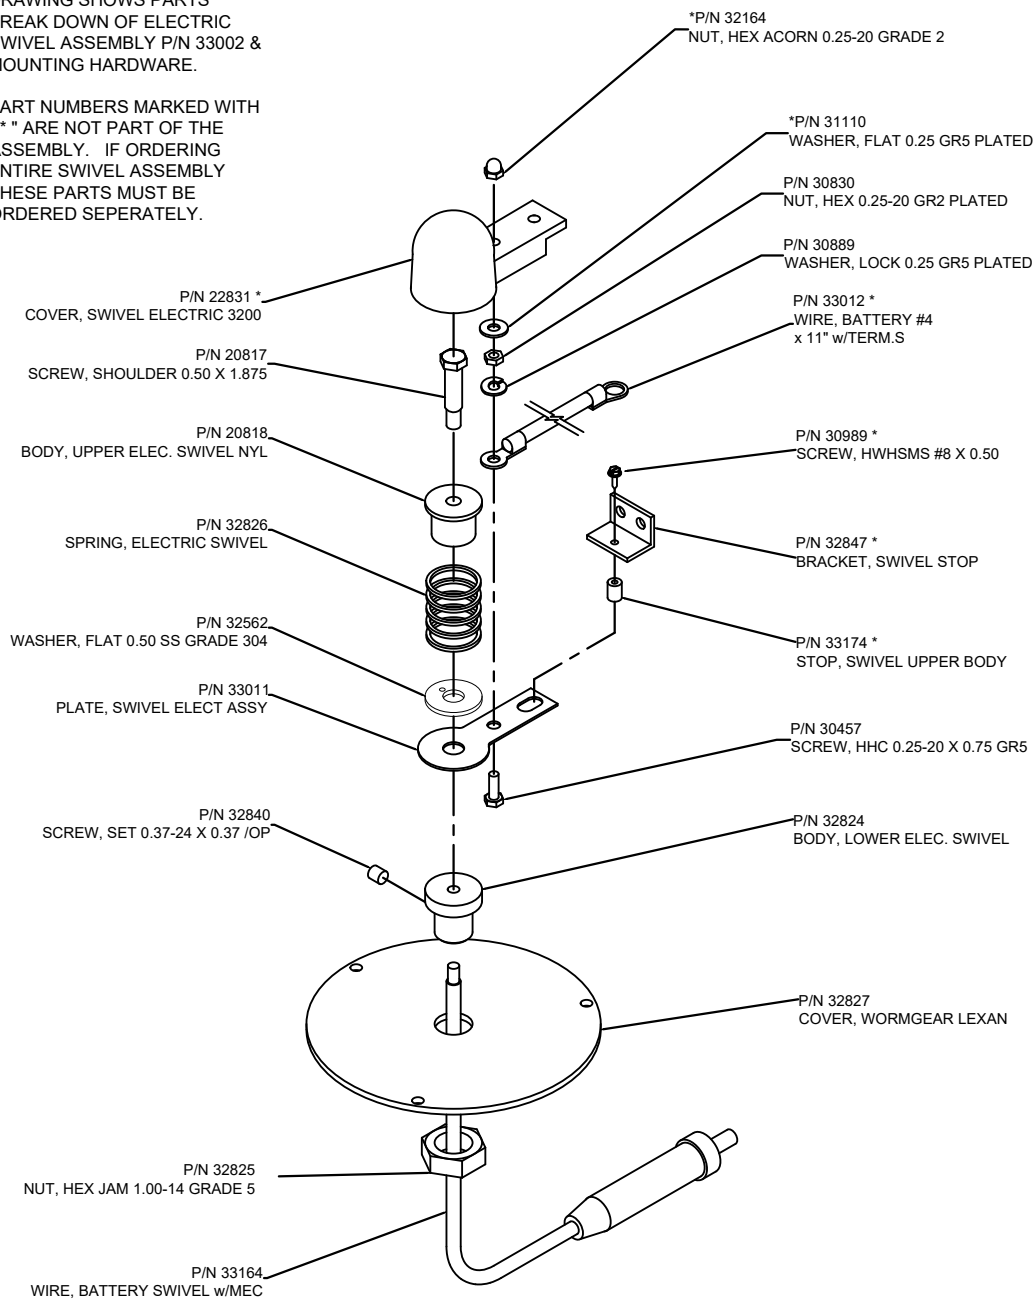 RAWING SHOWS PARTS
REAK DOWN OF ELECTRIC
WIVEL ASSEMBLY P/N 33002 &
OUNTING HARDWARE.
ART NUMBERS MARKED WITH
* " ARE NOT PART OF THE
ASSEMBLY. IF ORDERING
NTIRE SWIVEL ASSEMBLY
HESE PARTS MUST BE
RDERED SEPERATELY.
*P/N 32164
NUT, HEX ACORN 0.25-20 GRADE 2
*P/N 31110
WASHER, FLAT 0.25 GR5 PLATED
P/N 30830
NUT, HEX 0.25-20 GR2 PLATED
P/N 30889
WASHER, LOCK 0.25 GR5 PLATED
P/N 33012 *
WIRE, BATTERY #4
x 11" w/TERM.S
P/N 30989 *
SCREW, HWHSMS #8 X 0.50
P/N 32847 *
BRACKET, SWIVEL STOP
P/N 33174 *
STOP, SWIVEL UPPER BODY
P/N 30457
SCREW, HHC 0.25-20 X 0.75 GR5
P/N 32824
BODY, LOWER ELEC. SWIVEL
P/N 32827
COVER, WORMGEAR LEXAN
P/N 22831 *
COVER, SWIVEL ELECTRIC 3200
P/N 20817
SCREW, SHOULDER 0.50 X 1.875
P/N 20818
BODY, UPPER ELEC. SWIVEL NYL
P/N 32826
SPRING, ELECTRIC SWIVEL
P/N 32562
WASHER, FLAT 0.50 SS GRADE 304
P/N 33011
PLATE, SWIVEL ELECT ASSY
P/N 32840
SCREW, SET 0.37-24 X 0.37 /OP
P/N 32825
NUT, HEX JAM 1.00-14 GRADE 5
P/N 33164
WIRE, BATTERY SWIVEL w/MEC